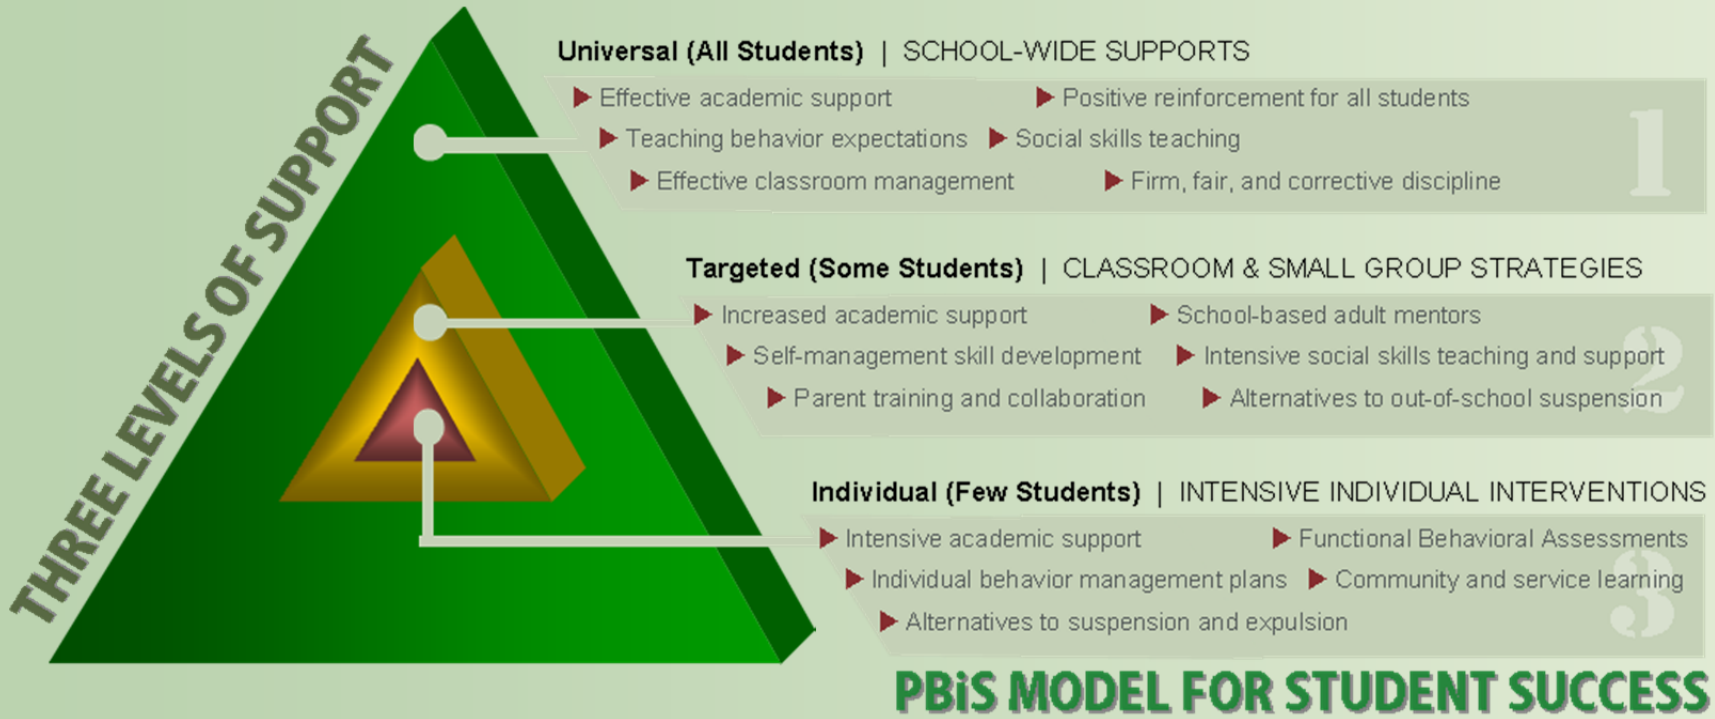 THREE LEVELS OF SUPPORT
Universal (All Students) | SCHOOL-WIDE SUPPORTS
Effective academic support Positive reinforcement for all students
Teaching behavior expectations Social skills teaching
Effective classroom management Firm, fair, and corrective discipline
1
Targeted (Some Students) | CLASSROOM & SMALL GROUP STRATEGIES
Increased academic support School-based adult mentors
Self-management skill development Intensive social skills teaching and support
Parent training and collaboration Alternatives to out-of-school suspension
2
Individual (Few Students) | INTENSIVE INDIVIDUAL INTERVENTIONS
Intensive academic support Functional Behavioral Assessments
Individual behavior management plans Community and service learning
Alternatives to suspension and expulsion
3
PBiS MODEL FOR STUDENT SUCCESS